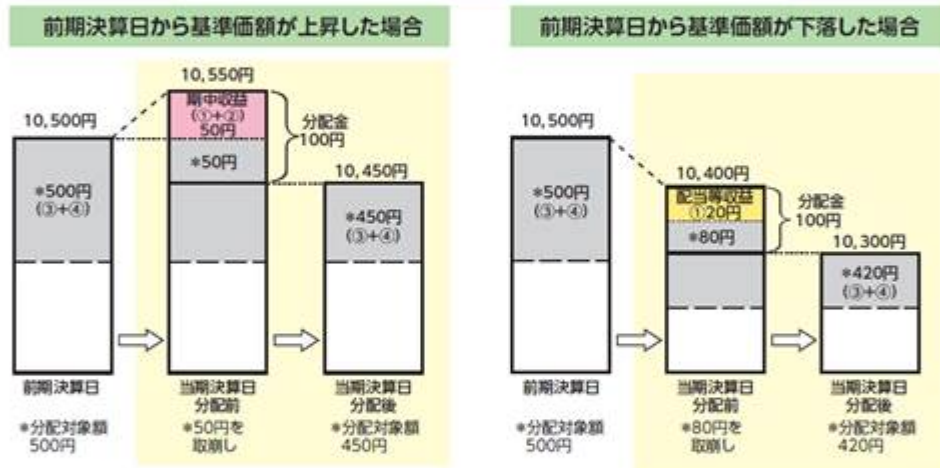 前期決算日から基準価額が上昇した場合
10,500円
*500円
(③+④)
前期決算日
*分配対象額
500円
10,550円
期中収益
(①+②)
50円
*50円
分配金
100円
当期決算日
分配前
*50円を
取崩し
10,450円
*450円
(③+④)
当期決算日
分配後
*分配対象額
450円
前期決算日から基準価額が下落した場合
10,500円
*500円
(③+④)
前期決算日
*分配対象額
500円
10,400円
配当等収益
①20円
*80円
分配金
100円
当期決算日
分配前
*80円を
取崩し
10,300円
*420円
(③+④)
当期決算日
分配後
*分配対象額
420円